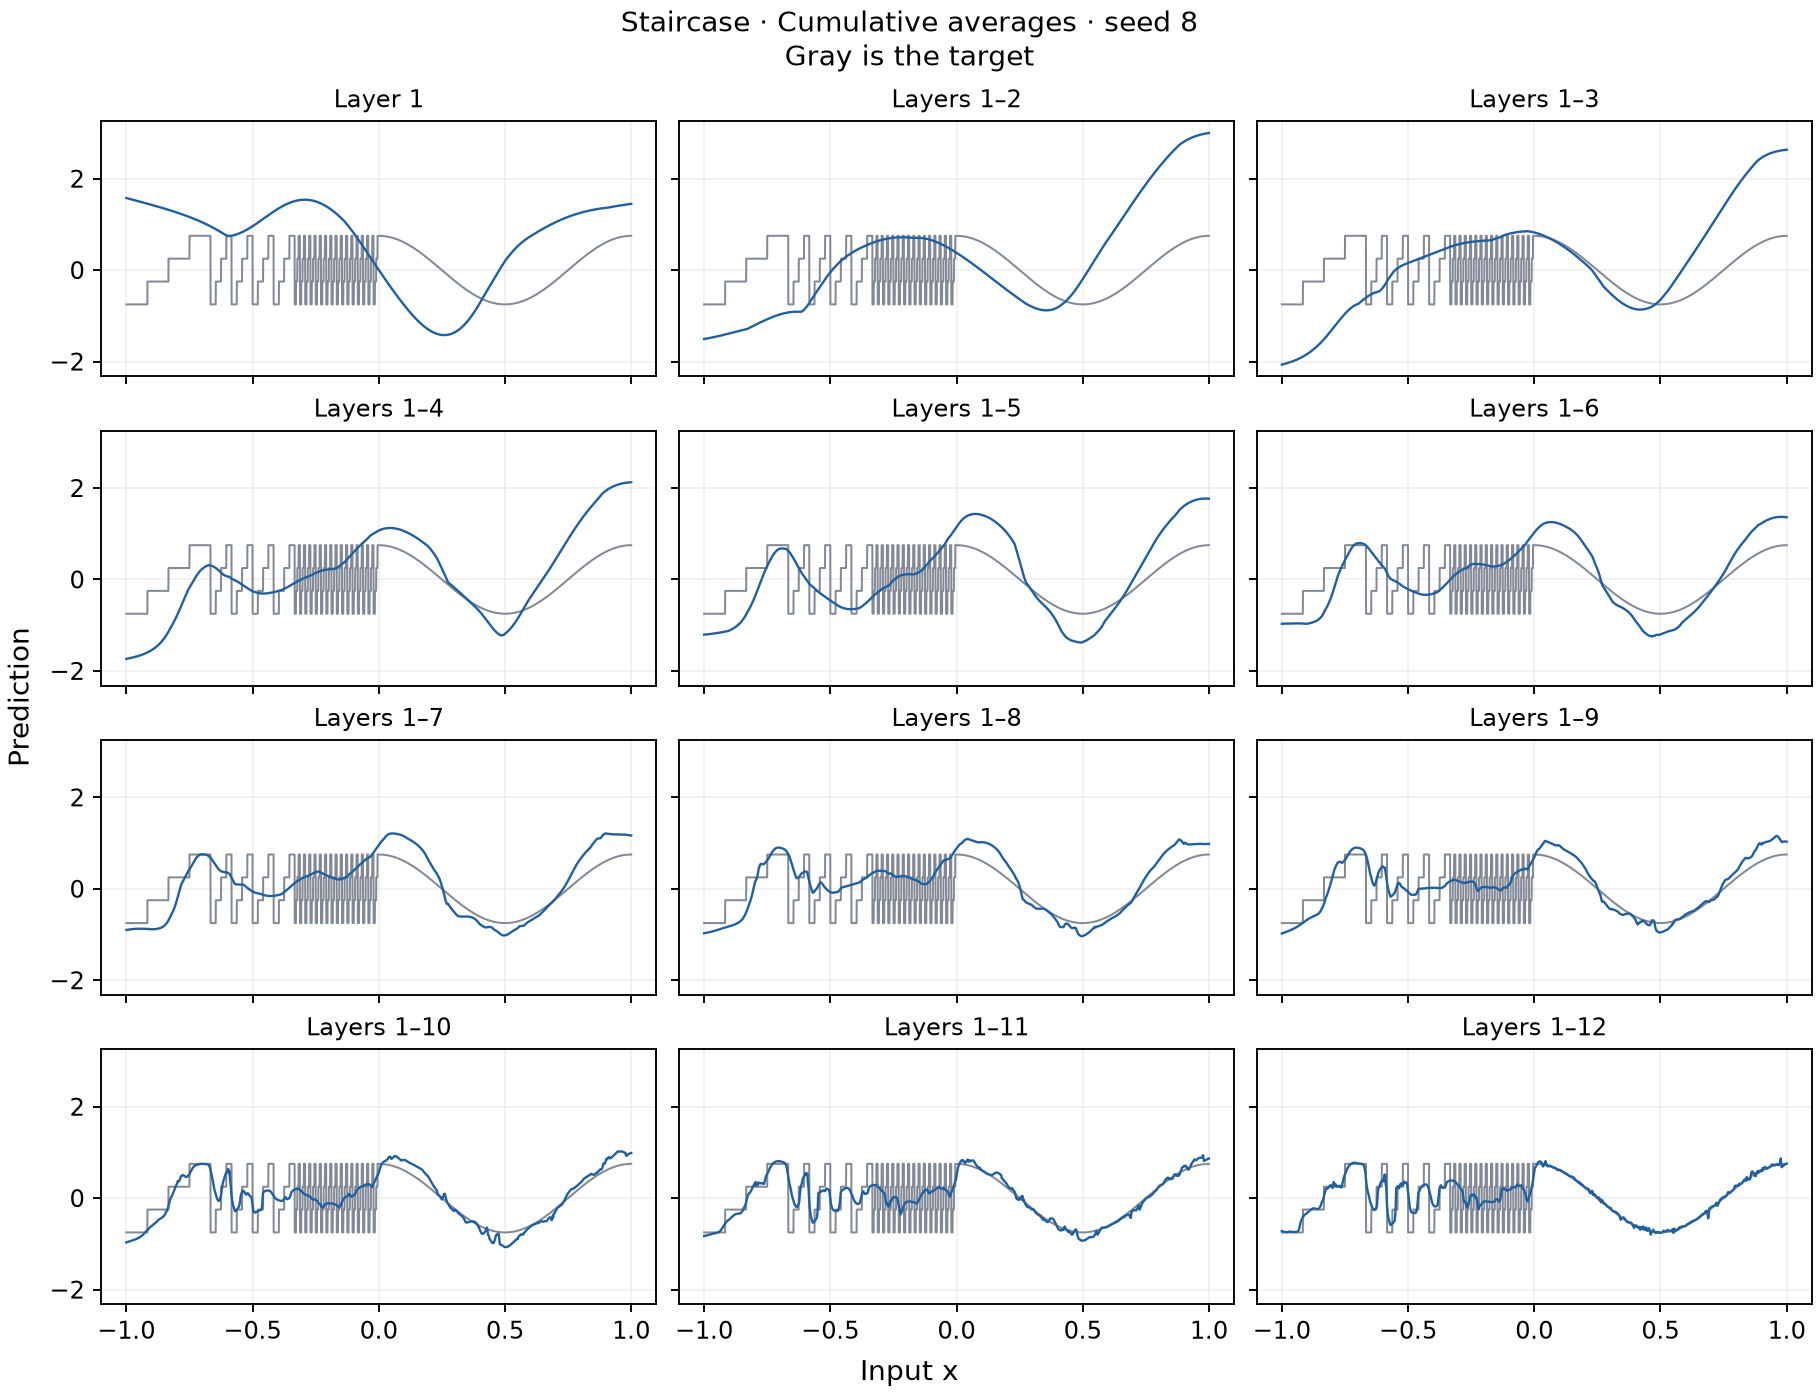 Staircase · Cumulative averages · seed 8
Gray is the target
Layer 1
Layers 1–2
Layers 1–3
2
0
−2
Layers 1–4
Layers 1–5
Layers 1–6
2
0
−2
Layers 1–7
Layers 1–8
Layers 1–9
2
0
−2
Layers 1–10
Layers 1–11
Layers 1–12
2
0
−2
−1.0 −0.5 0.0 0.5 1.0
−1.0 −0.5 0.0 0.5 1.0
−1.0 −0.5 0.0 0.5 1.0
Prediction
Input x